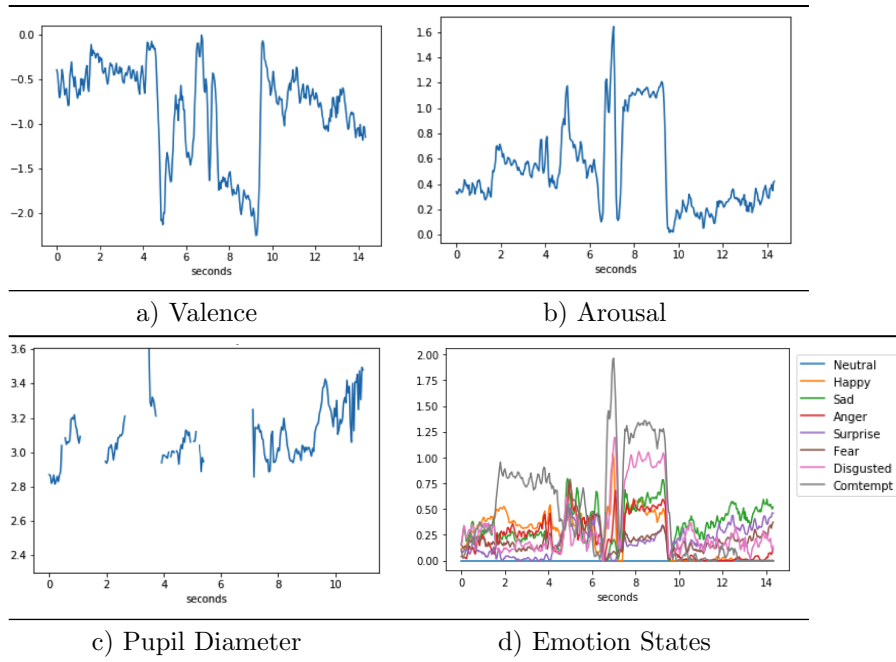 0.0
−0.5
−1.0
−1.5
−2.0
0 2 4 6 8 10 12 14
seconds
1.6
1.4
1.2
1.0
0.8
0.6
0.4
0.2
0.0
0 2 4 6 8 10 12 14
seconds
a) Valence
b) Arousal
3.6
3.4
3.2
3.0
2.8
2.6
2.4
0 2 4 6 8 10
seconds
2.00
1.75
1.50
1.25
1.00
0.75
0.50
0.25
0.00
0 2 4 6 8 10 12 14
seconds
Neutral
Happy
Sad
Anger
Surprise
Fear
Disgusted
Comtempt
c) Pupil Diameter
d) Emotion States